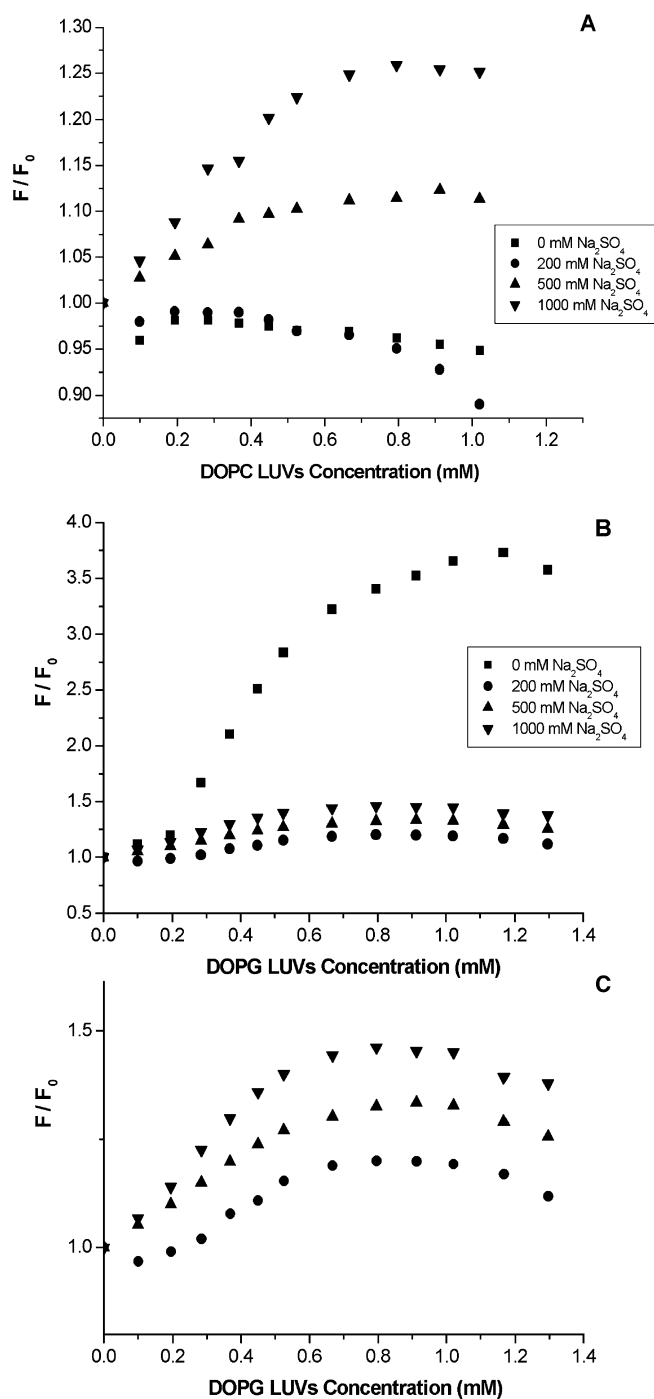 A
1.30
1.25
1.20
1.15
1.10
1.05
1.00
0.95
0.90
F / F₀
0 mM Na₂SO₄
200 mM Na₂SO₄
500 mM Na₂SO₄
1000 mM Na₂SO₄
0.0 0.2 0.4 0.6 0.8 1.0 1.2
DOPC LUVs Concentration (mM)
B
4.0
3.5
3.0
2.5
2.0
1.5
1.0
0.5
F / F₀
0 mM Na₂SO₄
200 mM Na₂SO₄
500 mM Na₂SO₄
1000 mM Na₂SO₄
0.0 0.2 0.4 0.6 0.8 1.0 1.2 1.4
DOPG LUVs Concentration (mM)
C
1.5
1.0
F / F₀
0.0 0.2 0.4 0.6 0.8 1.0 1.2 1.4
DOPG LUVs Concentration (mM)